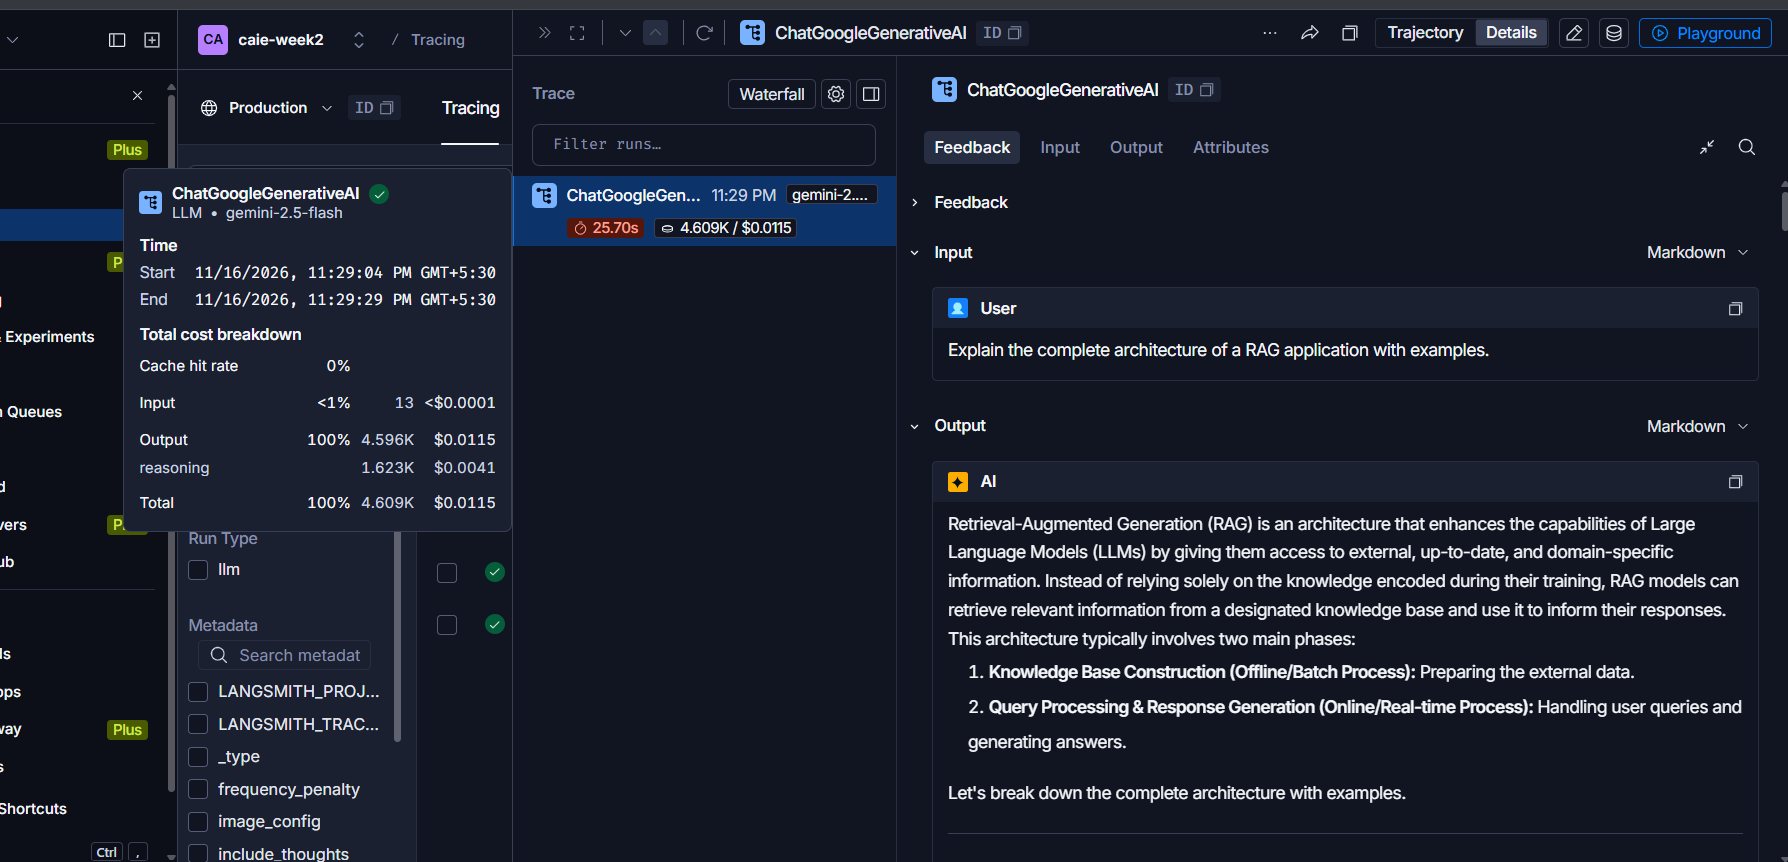 CA caie-week2 / Tracing
ChatGoogleGenerativeAI ID
Trajectory Details Playground
Production ID Tracing
Plus
Experiments
Queues
vers
ub
Plus
ls
pps
way
Plus
s
Shortcuts
Ctrl ,
ChatGoogleGenerativeAI
LLM • gemini-2.5-flash
Time
Start 11/16/2026, 11:29:04 PM GMT+5:30
End 11/16/2026, 11:29:29 PM GMT+5:30
Total cost breakdown
Cache hit rate 0%
Input <1% 13 <$0.0001
Output 100% 4.596K $0.0115
reasoning 1.623K $0.0041
Total 100% 4.609K $0.0115
Run Type
llm
Metadata
Search metadat
LANGSMITH_PROJ...
LANGSMITH_TRAC...
_type
frequency_penalty
image_config
include_thoughts
Trace Waterfall
Filter runs…
ChatGoogleGen... 11:29 PM gemini-2....
25.70s 4.609K / $0.0115
ChatGoogleGenerativeAI ID
Feedback Input Output Attributes
Feedback
Input Markdown
User
Explain the complete architecture of a RAG application with examples.
Output Markdown
AI
Retrieval-Augmented Generation (RAG) is an architecture that enhances the capabilities of Large
Language Models (LLMs) by giving them access to external, up-to-date, and domain-specific
information. Instead of relying solely on the knowledge encoded during their training, RAG models can
retrieve relevant information from a designated knowledge base and use it to inform their responses.
This architecture typically involves two main phases:
1. Knowledge Base Construction (Offline/Batch Process): Preparing the external data.
2. Query Processing & Response Generation (Online/Real-time Process): Handling user queries and
generating answers.
Let's break down the complete architecture with examples.